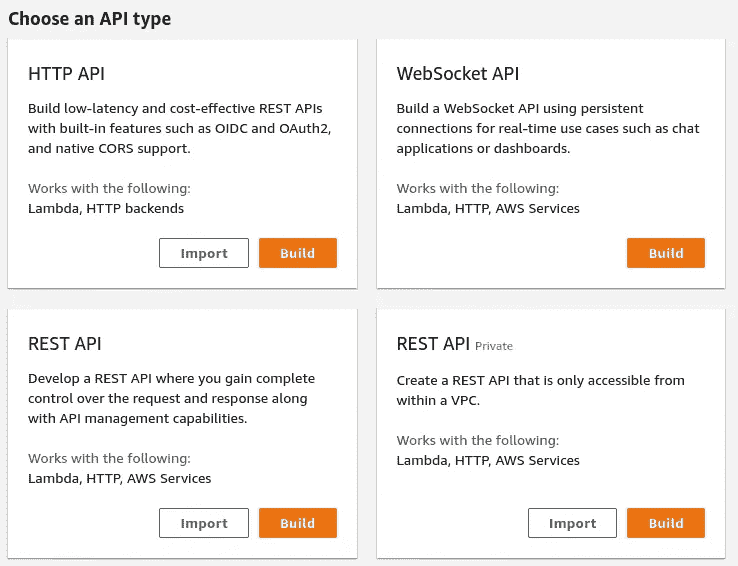 Choose an API type
HTTP API
Build low-latency and cost-effective REST APIs
with built-in features such as OIDC and OAuth2,
and native CORS support.
Works with the following:
Lambda, HTTP backends
Import
Build
WebSocket API
Build a WebSocket API using persistent
connections for real-time use cases such as chat
applications or dashboards.
Works with the following:
Lambda, HTTP, AWS Services
Build
REST API
Develop a REST API where you gain complete
control over the request and response along
with API management capabilities.
Works with the following:
Lambda, HTTP, AWS Services
Import
Build
REST API Private
Create a REST API that is only accessible from
within a VPC.
Works with the following:
Lambda, HTTP, AWS Services
Import
Build